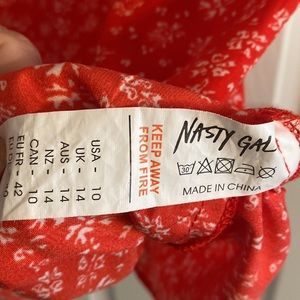 USA - 10
UK - 14
AUS - 14
NZ - 14
CAN - 10
EU FR - 42
KEEP AWAY
FROM FIRE
NASTY GAL
30
MADE IN CHINA